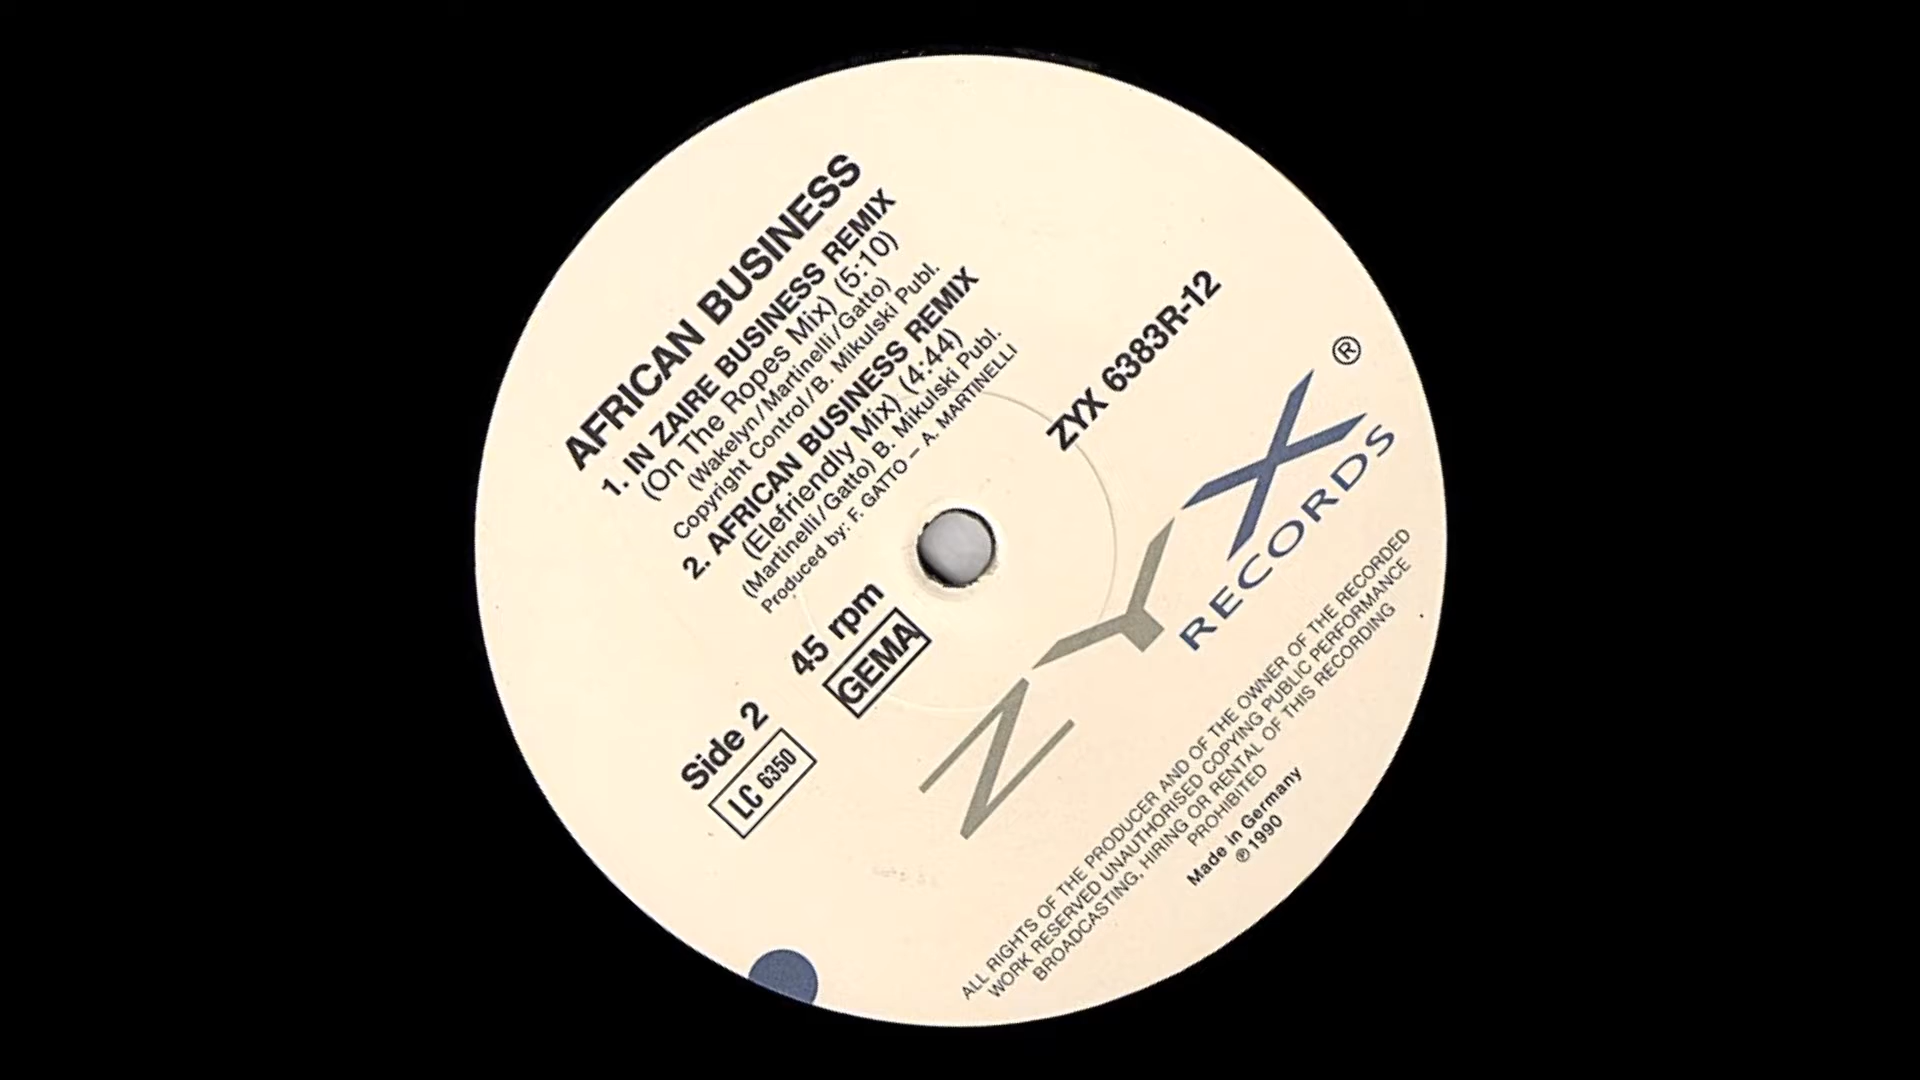 AFRICAN BUSINESS
1. IN ZAIRE BUSINESS REMIX
(On The Ropes Mix) (5:10)
(Wakelyn/Martinelli/Gatto)
Copyright Control/B. Mikulski Publ.
2. AFRICAN BUSINESS REMIX
(Elefriendly Mix) (4:44)
(Martinelli/Gatto) B. Mikulski Publ.
Produced by: F. GATTO – A. MARTINELLI
45 rpm
GEMA
Side 2
LC 6350
ZYX 6383R-12
ZYX ®
RECORDS
ALL RIGHTS OF THE PRODUCER AND OF THE OWNER OF THE RECORDED
WORK RESERVED UNAUTHORISED COPYING PUBLIC PERFORMANCE
BROADCASTING, HIRING OR RENTAL OF THIS RECORDING
PROHIBITED
Made in Germany
℗ 1990